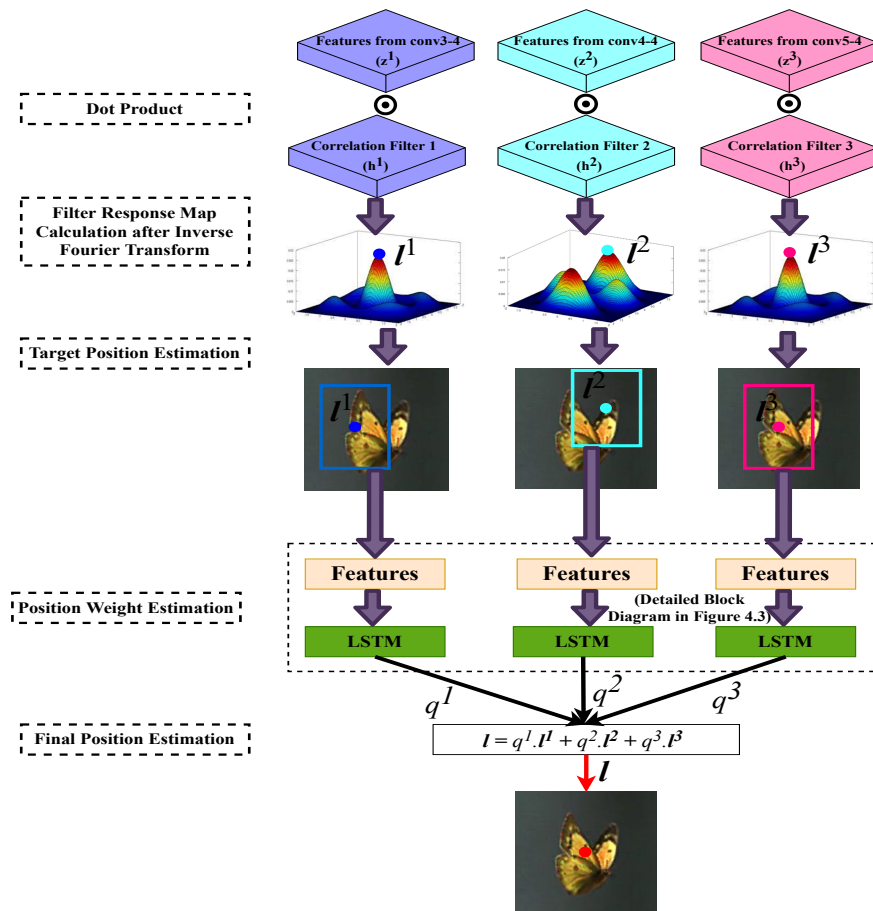 Features from conv3-4
(z¹)
Features from conv4-4
(z²)
Features from conv5-4
(z³)
Dot Product
Correlation Filter 1
(h¹)
Correlation Filter 2
(h²)
Correlation Filter 3
(h³)
Filter Response Map
Calculation after Inverse
Fourier Transform
l¹
l²
l³
Target Position Estimation
l¹
l²
l³
Features
Features
Features
Position Weight Estimation
(Detailed Block
Diagram in Figure 4.3)
LSTM
LSTM
LSTM
q¹
q²
q³
Final Position Estimation
l = q¹.l¹ + q².l² + q³.l³
l